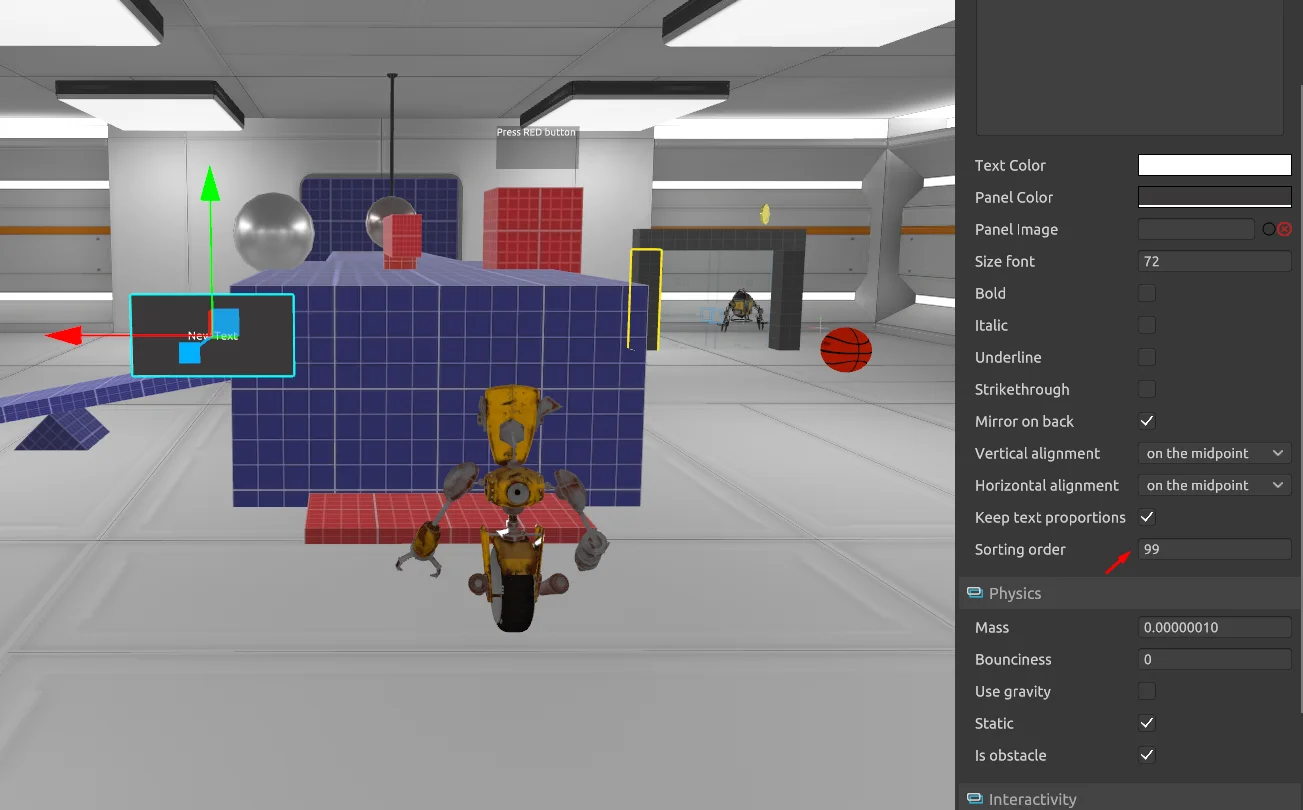 Press RED button
New Text
Text Color
Panel Color
Panel Image
Size font 72
Bold
Italic
Underline
Strikethrough
Mirror on back
Vertical alignment on the midpoint
Horizontal alignment on the midpoint
Keep text proportions
Sorting order 99
Physics
Mass 0.00000010
Bounciness 0
Use gravity
Static
Is obstacle
Interactivity